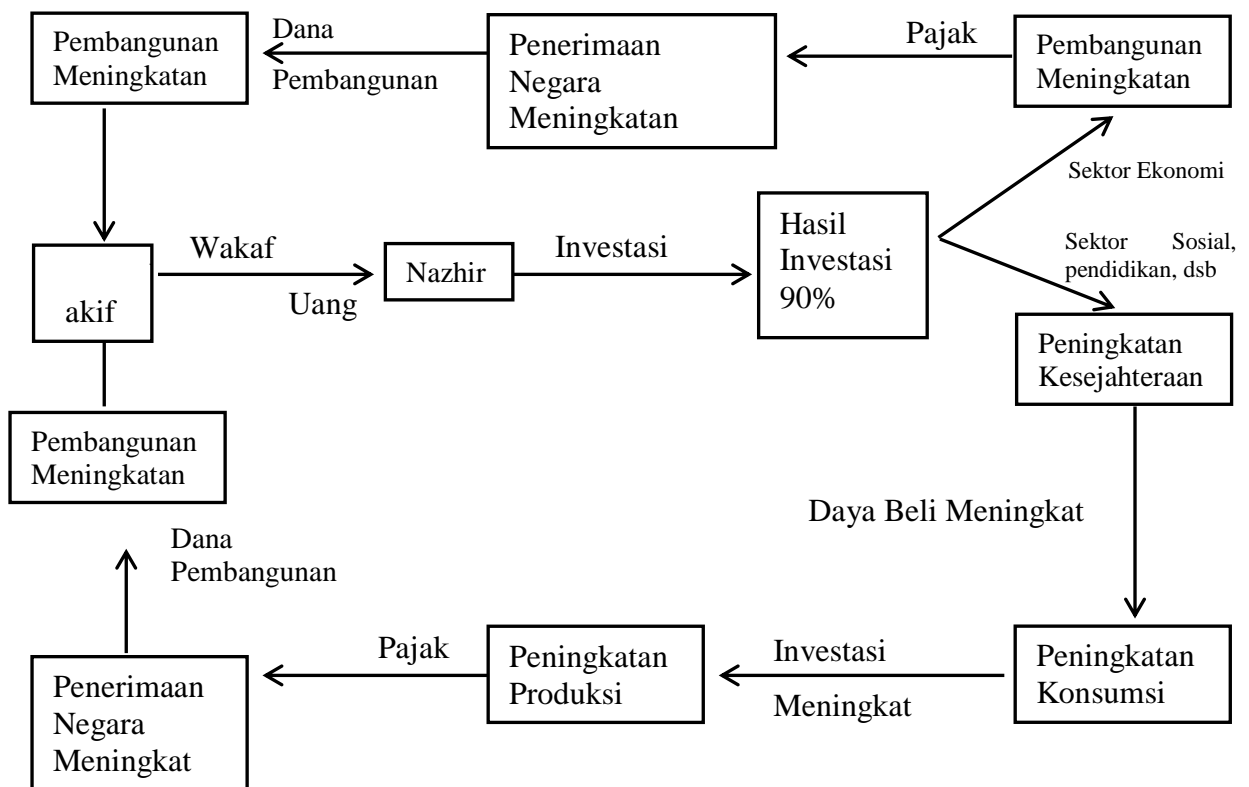 Pembangunan
Meningkatan
Dana
Pembangunan
Penerimaan
Negara
Meningkatan
Pajak
Pembangunan
Meningkatan
Sektor Ekonomi
akif
Wakaf
Uang
Nazhir
Investasi
Hasil
Investasi
90%
Sektor Sosial,
pendidikan, dsb
Peningkatan
Kesejahteraan
Pembangunan
Meningkatan
Daya Beli Meningkat
Dana
Pembangunan
Penerimaan
Negara
Meningkat
Pajak
Peningkatan
Produksi
Investasi
Meningkat
Peningkatan
Konsumsi